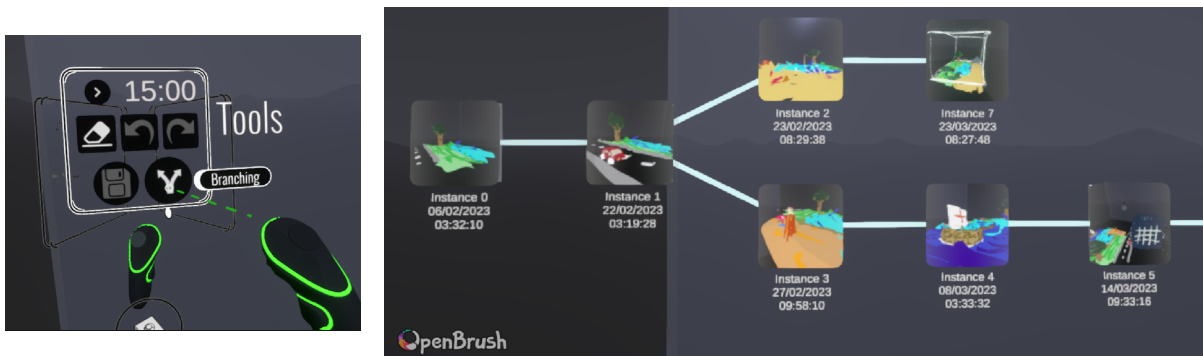 15:00
Tools
Branching
Instance 0
06/02/2023
03:32:10
Instance 1
22/02/2023
03:19:28
Instance 2
23/02/2023
08:29:38
Instance 7
23/03/2023
08:27:48
Instance 3
27/02/2023
09:58:10
Instance 4
08/03/2023
03:33:32
Instance 5
14/03/2023
09:33:16
OpenBrush